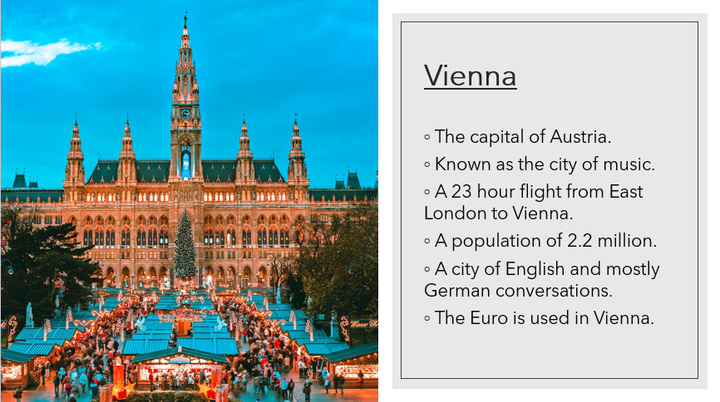 Vienna
◦ The capital of Austria.
◦ Known as the city of music.
◦ A 23 hour flight from East
London to Vienna.
◦ A population of 2.2 million.
◦ A city of English and mostly
German conversations.
◦ The Euro is used in Vienna.